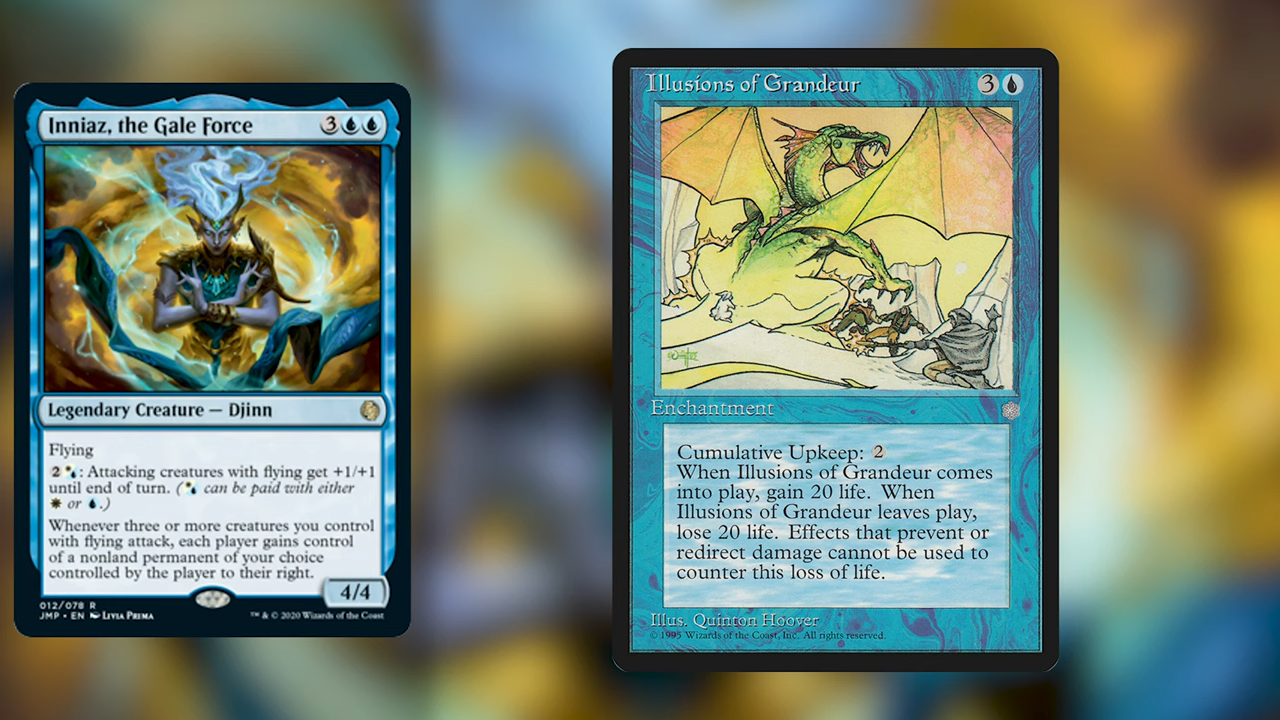 Inniaz, the Gale Force 3
Legendary Creature — Djinn
Flying
2 : Attacking creatures with flying get +1/+1
until end of turn. ( can be paid with either
or .)
Whenever three or more creatures you control
with flying attack, each player gains control
of a nonland permanent of your choice
controlled by the player to their right.
4/4
012/078 R
JMP • EN LIVIA PRIMA
™ & © 2020 Wizards of the Coast
Illusions of Grandeur 3
Enchantment
Cumulative Upkeep: 2
When Illusions of Grandeur comes
into play, gain 20 life. When
Illusions of Grandeur leaves play,
lose 20 life. Effects that prevent or
redirect damage cannot be used to
counter this loss of life.
Illus. Quinton Hoover
© 1995 Wizards of the Coast, Inc. All rights reserved.